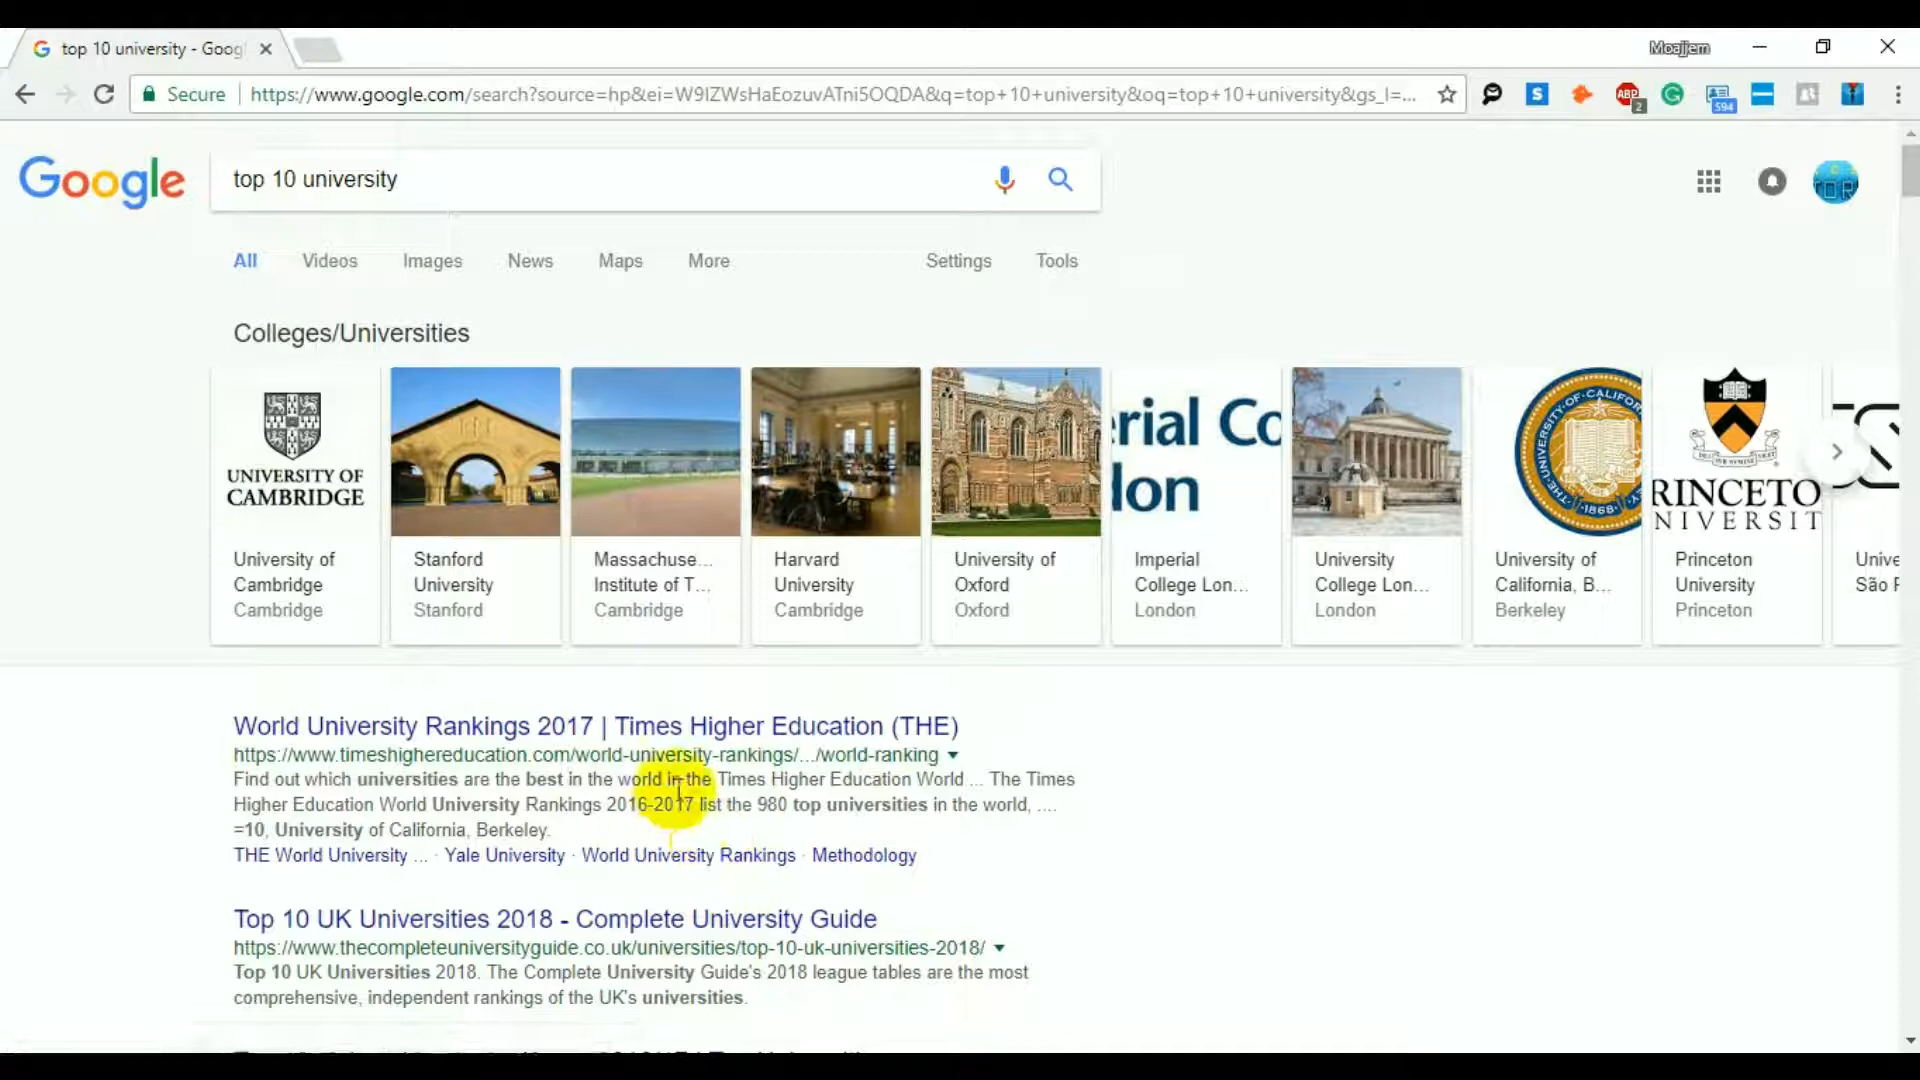 top 10 university - Goog
Moajjem
Secure
https://www.google.com/search?source=hp&ei=W9IZWsHaEozuvATni5OQDA&q=top+10+university&oq=top+10+university&gs_l=...
S
ABP
2
594
Google
top 10 university
All
Videos
Images
News
Maps
More
Settings
Tools
Colleges/Universities
UNIVERSITY OF
CAMBRIDGE
University of
Cambridge
Cambridge
Stanford
University
Stanford
Massachuse...
Institute of T...
Cambridge
Harvard
University
Cambridge
University of
Oxford
Oxford
rial Co
don
Imperial
College Lon...
London
University
College Lon...
London
UNIVERSITY OF CALIFOR
1868
University of
California, B...
Berkeley
RINCETO
NIVERSIT
Princeton
University
Princeton
Unive
São P
World University Rankings 2017 | Times Higher Education (THE)
https://www.timeshighereducation.com/world-university-rankings/.../world-ranking
Find out which universities are the best in the world in the Times Higher Education World ... The Times
Higher Education World University Rankings 2016-2017 list the 980 top universities in the world, ....
=10, University of California, Berkeley.
THE World University ... · Yale University · World University Rankings · Methodology
Top 10 UK Universities 2018 - Complete University Guide
https://www.thecompleteuniversityguide.co.uk/universities/top-10-uk-universities-2018/
Top 10 UK Universities 2018. The Complete University Guide's 2018 league tables are the most
comprehensive, independent rankings of the UK's universities.